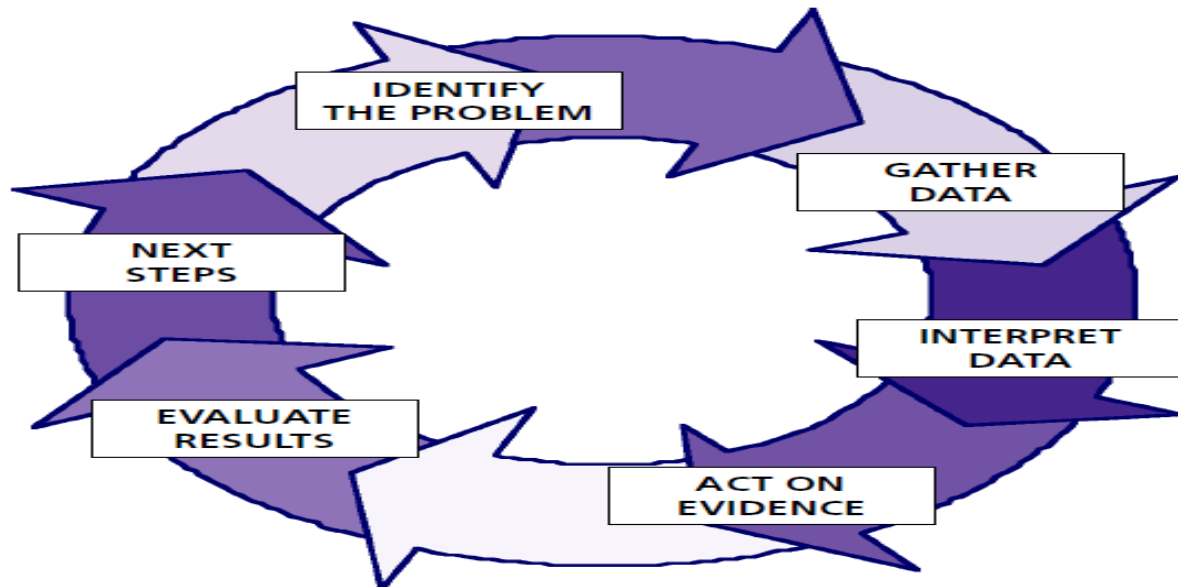 IDENTIFY
THE PROBLEM
GATHER
DATA
INTERPRET
DATA
ACT ON
EVIDENCE
EVALUATE
RESULTS
NEXT
STEPS